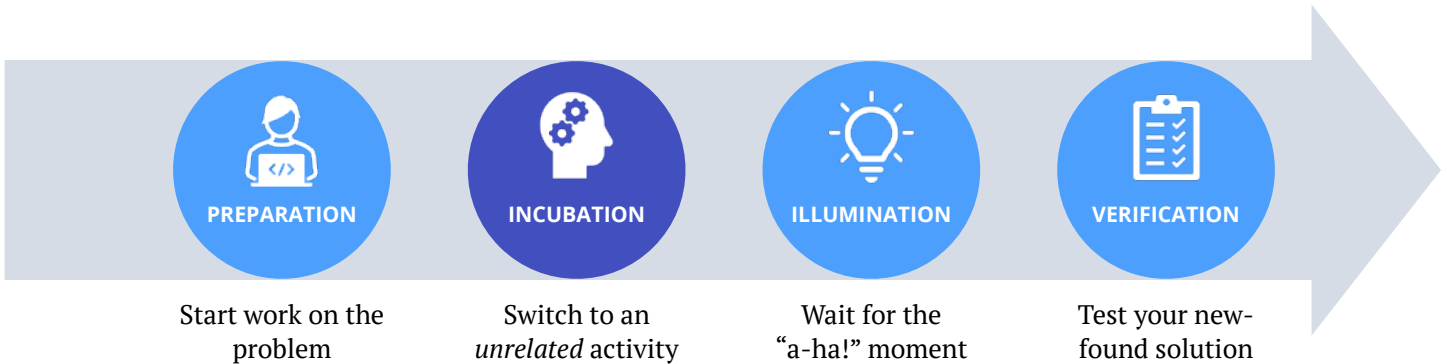 </>
PREPARATION
INCUBATION
ILLUMINATION
VERIFICATION
Start work on the
problem
Switch to an
unrelated activity
Wait for the
“a-ha!” moment
Test your new-
found solution